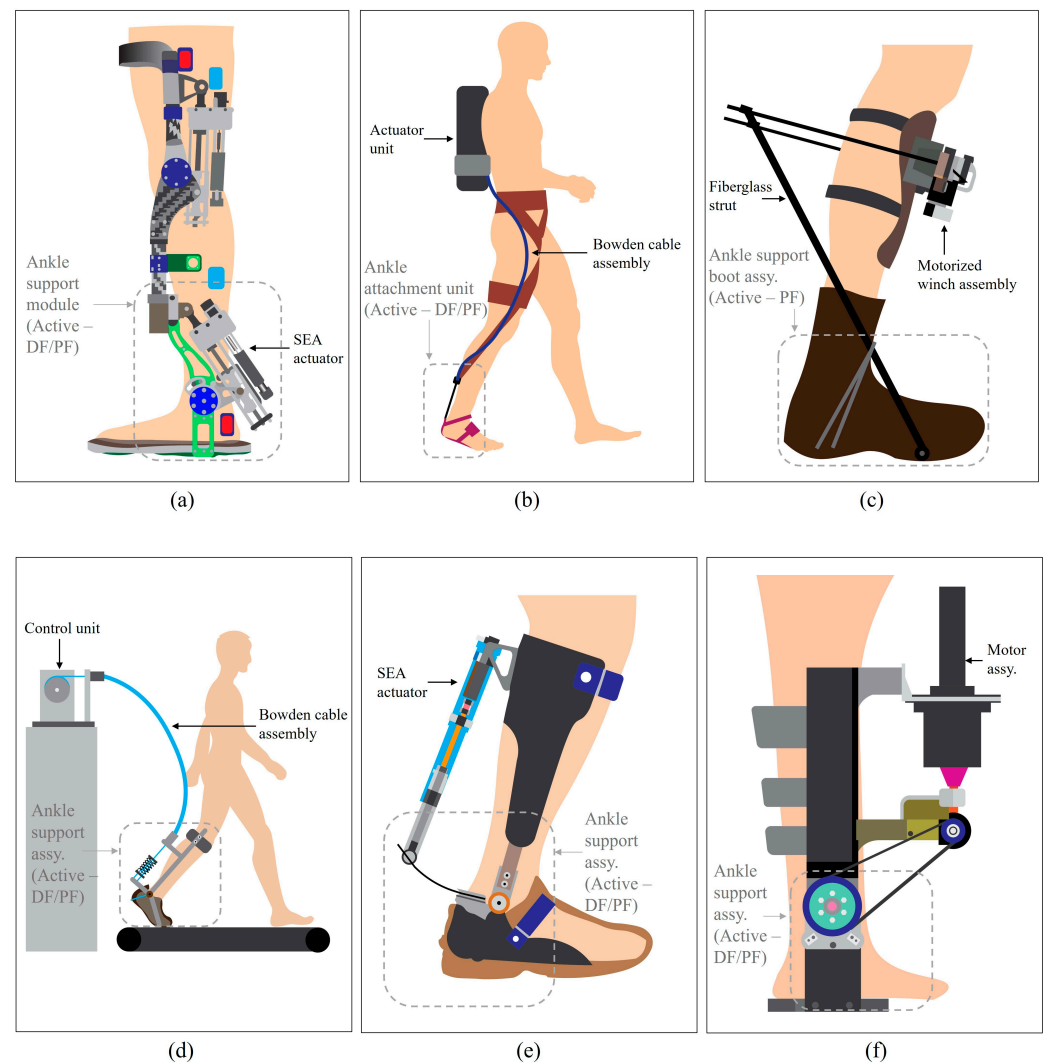 Ankle
support
module
(Active –
DF/PF)
SEA
actuator
(a)
Actuator
unit
Bowden cable
assembly
Ankle
attachment unit
(Active – DF/PF)
(b)
Fiberglass
strut
Ankle support
boot assy.
(Active – PF)
Motorized
winch assembly
(c)
Control unit
Bowden cable
assembly
Ankle
support
assy.
(Active –
DF/PF)
(d)
SEA
actuator
Ankle
support
assy.
(Active –
DF/PF)
(e)
Motor
assy.
Ankle
support
assy.
(Active –
DF/PF)
(f)